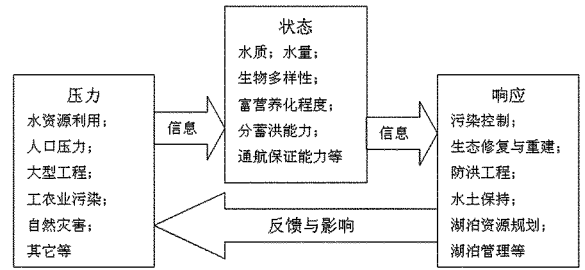 压力
水资源利用；
人口压力；
大型工程；
工农业污染；
自然灾害；
其它等
信息
状态
水质；水量；
生物多样性；
富营养化程度；
分蓄洪能力；
通航保证能力等
信息
响应
污染控制；
生态修复与重建；
防洪工程；
水土保持；
湖泊资源规划；
湖泊管理等
反馈与影响